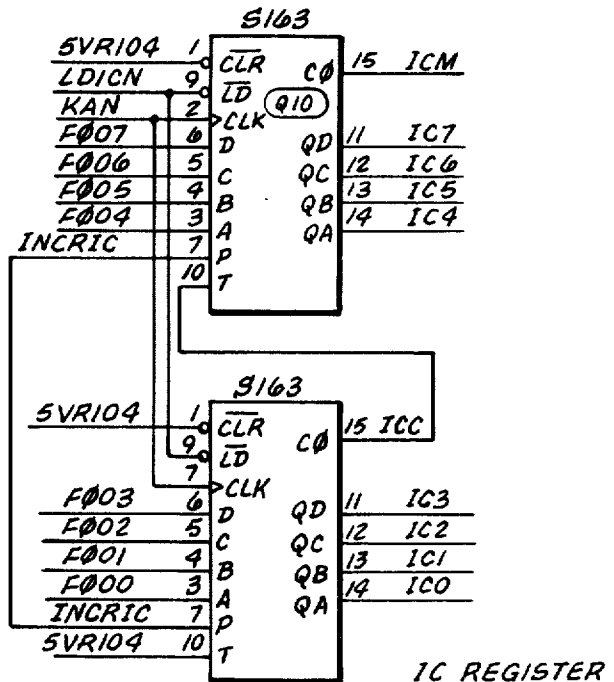 S163
5VR104 1 CLR
CØ 15 ICM
LDICN 9 LD
Q10
KAN 2 CLK
FØ07 6 D QD 11 IC7
FØ06 5 C QC 12 IC6
FØ05 4 B QB 13 IC5
FØ04 3 A QA 14 IC4
INCRIC 7 P
10 T
S163
5VR104 1 CLR
CØ 15 ICC
9 LD
7 CLK
FØ03 6 D QD 11 IC3
FØ02 5 C QC 12 IC2
FØ01 4 B QB 13 IC1
FØ00 3 A QA 14 IC0
INCRIC 7 P
5VR104 10 T
IC REGISTER